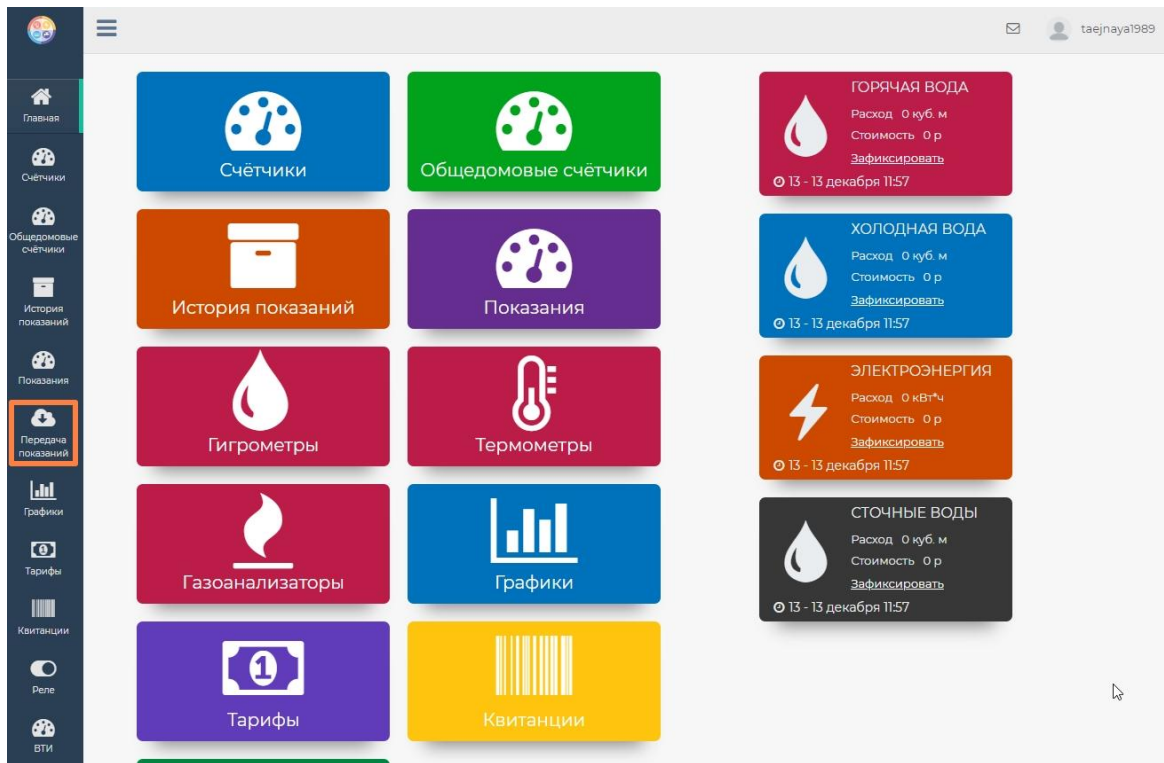 taejnaya1989
Главная
Счётчики
Общедомовые
счётчики
История
показаний
Показания
Передача
показаний
Графики
Тарифы
Квитанции
Реле
ВТИ
Счётчики
Общедомовые счётчики
История показаний
Показания
Гигрометры
Термометры
Газоанализаторы
Графики
1
Тарифы
Квитанции
ГОРЯЧАЯ ВОДА
Расход 0 куб. м
Стоимость 0 р
Зафиксировать
13 - 13 декабря 11:57
ХОЛОДНАЯ ВОДА
Расход 0 куб. м
Стоимость 0 р
Зафиксировать
13 - 13 декабря 11:57
ЭЛЕКТРОЭНЕРГИЯ
Расход 0 кВт*ч
Стоимость 0 р
Зафиксировать
13 - 13 декабря 11:57
СТОЧНЫЕ ВОДЫ
Расход 0 куб. м
Стоимость 0 р
Зафиксировать
13 - 13 декабря 11:57